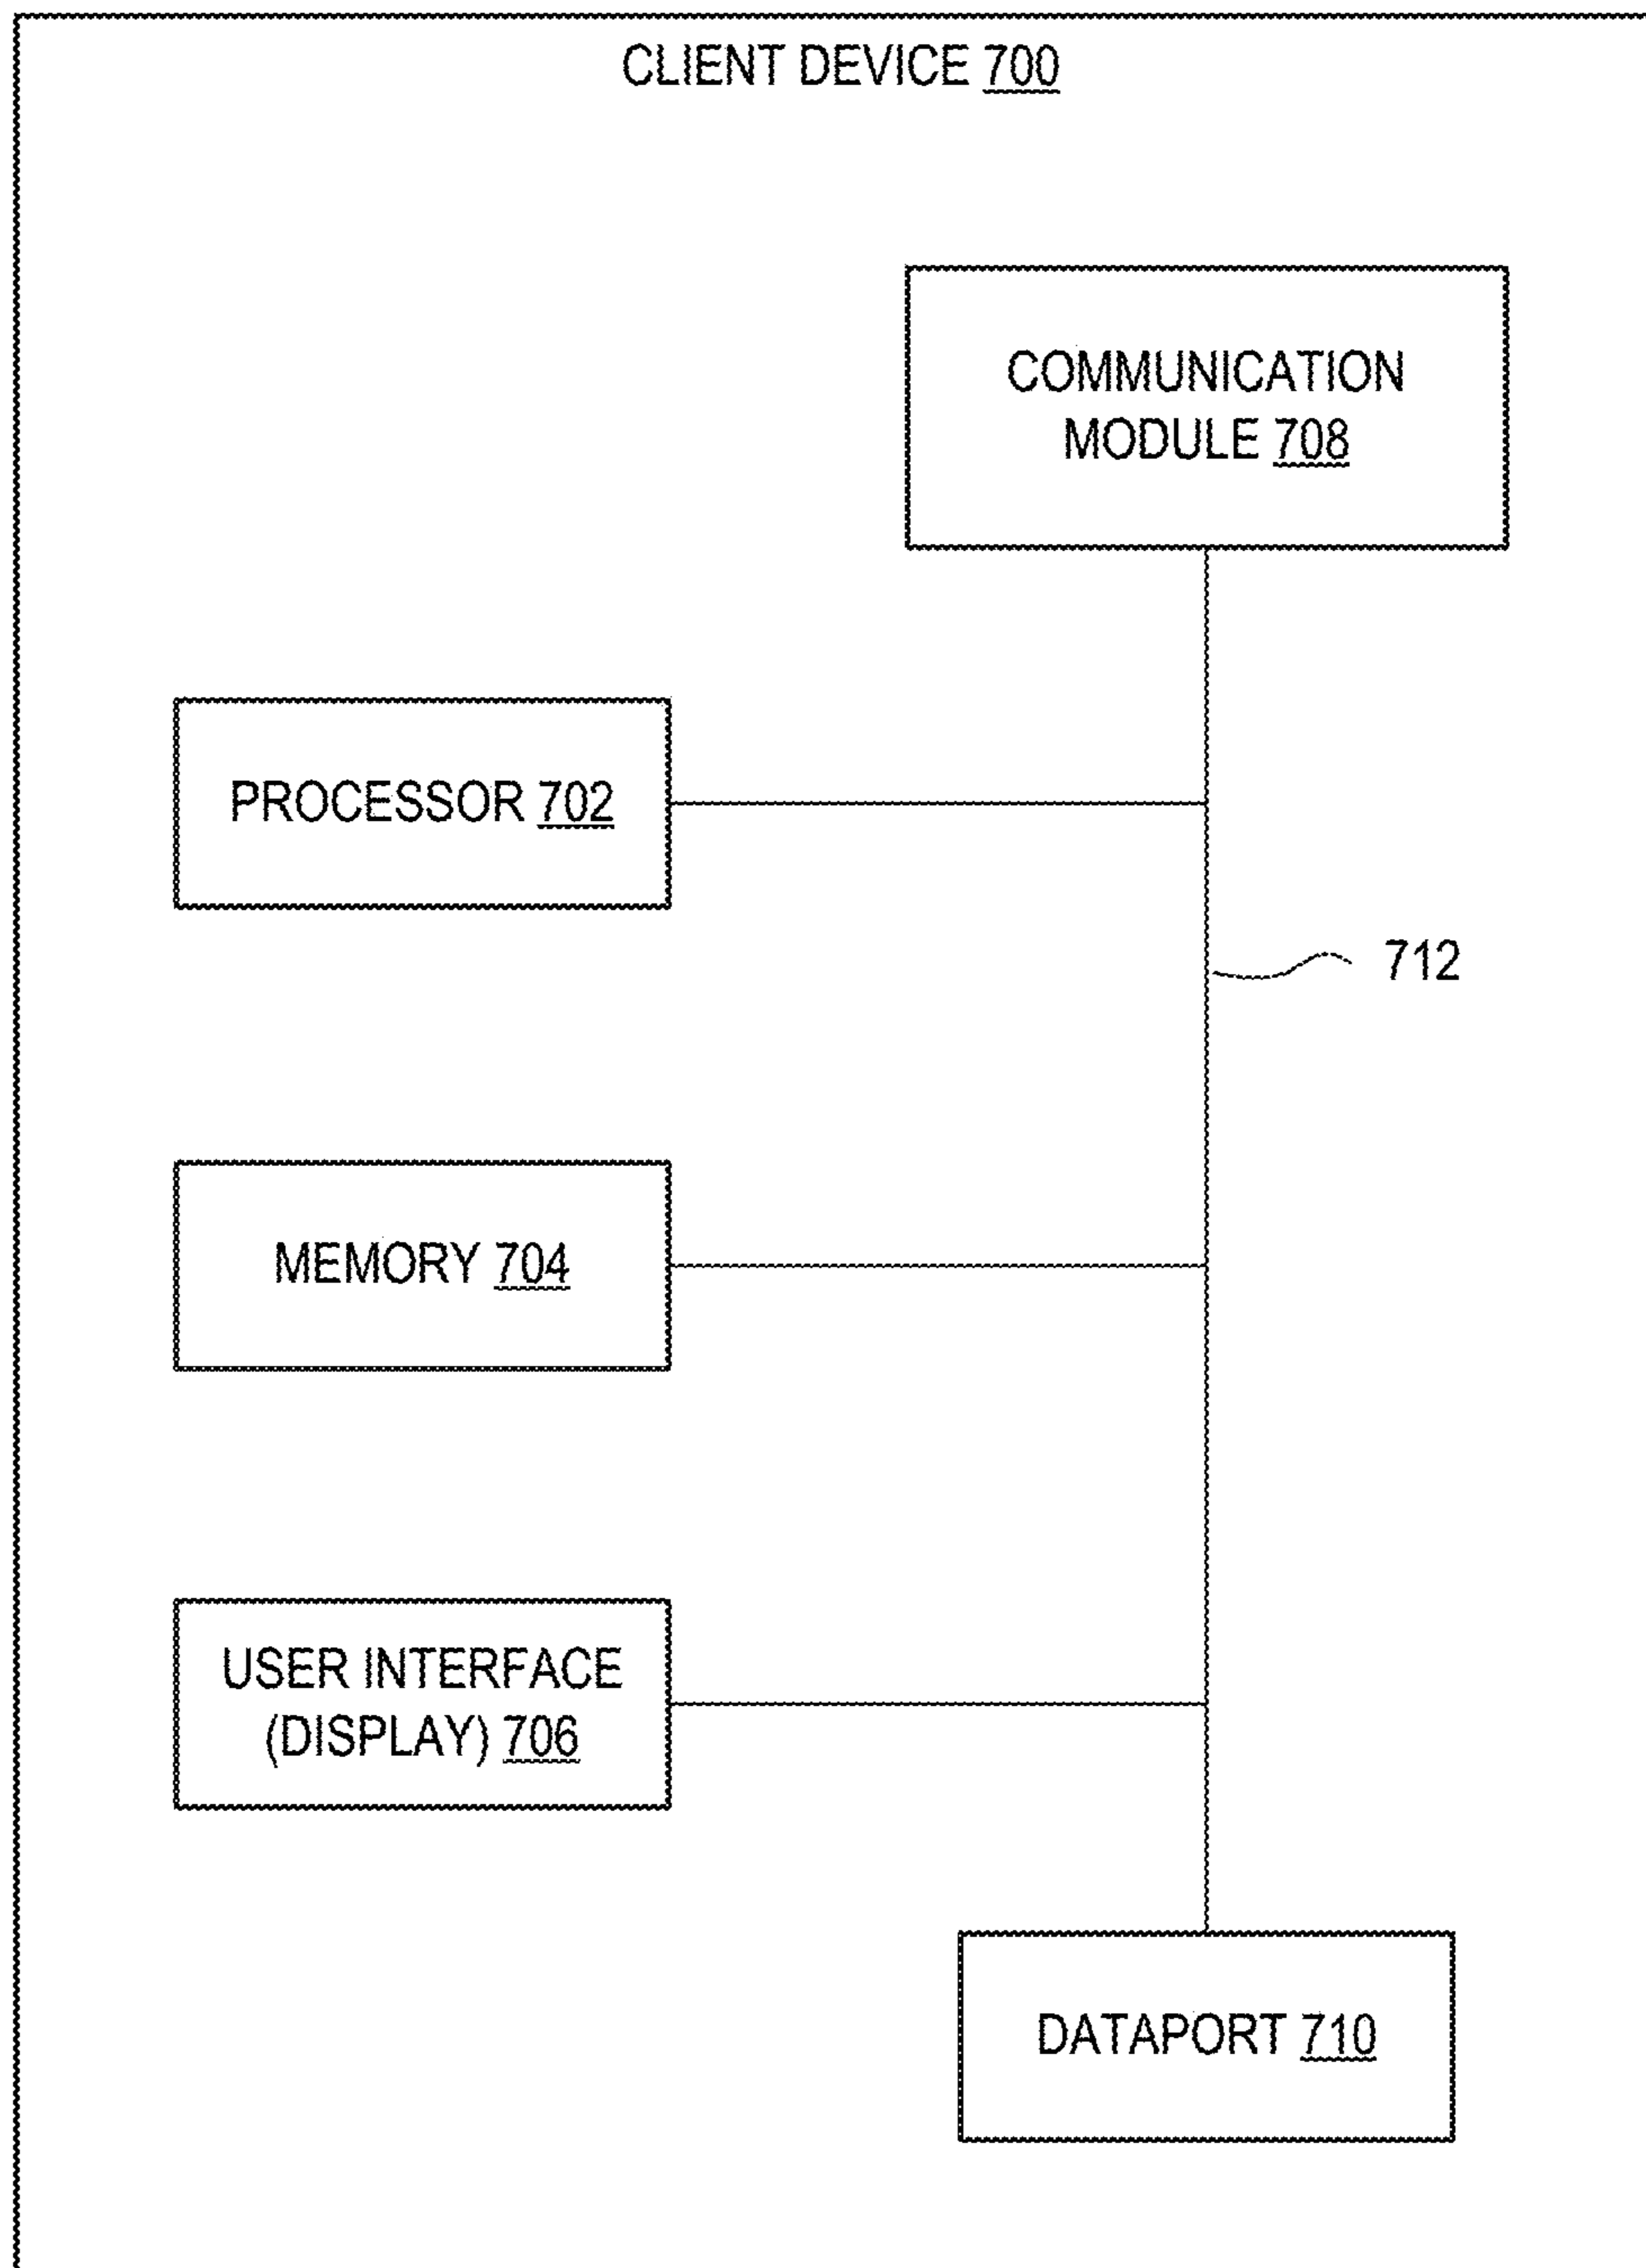 CLIENT DEVICE 700
COMMUNICATION
MODULE 708
PROCESSOR 702
712
MEMORY 704
USER INTERFACE
(DISPLAY) 706
DATAPORT 710